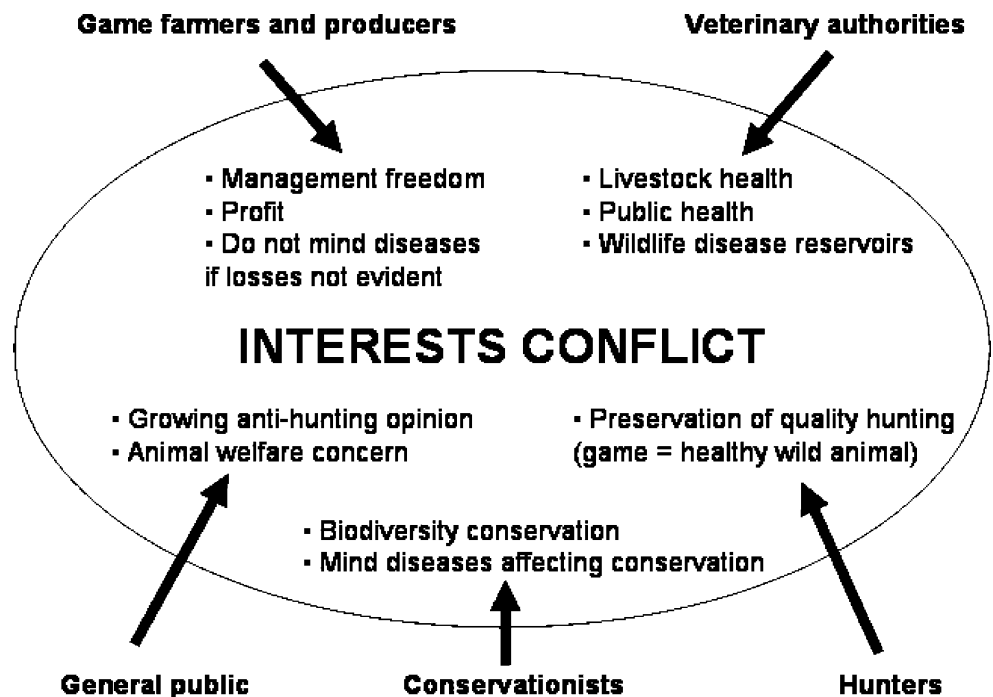 Game farmers and producers
Veterinary authorities
▪ Management freedom
▪ Profit
▪ Do not mind diseases
if losses not evident
▪ Livestock health
▪ Public health
▪ Wildlife disease reservoirs
INTERESTS CONFLICT
▪ Growing anti-hunting opinion
▪ Animal welfare concern
▪ Preservation of quality hunting
(game = healthy wild animal)
▪ Biodiversity conservation
▪ Mind diseases affecting conservation
General public
Conservationists
Hunters